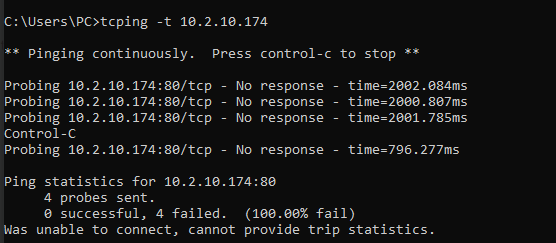 C:\Users\PC>tcping -t 10.2.10.174
** Pinging continuously.  Press control-c to stop **
Probing 10.2.10.174:80/tcp - No response - time=2002.084ms
Probing 10.2.10.174:80/tcp - No response - time=2000.807ms
Probing 10.2.10.174:80/tcp - No response - time=2001.785ms
Control-C
Probing 10.2.10.174:80/tcp - No response - time=796.277ms
Ping statistics for 10.2.10.174:80
     4 probes sent.
     0 successful, 4 failed.  (100.00% fail)
Was unable to connect, cannot provide trip statistics.